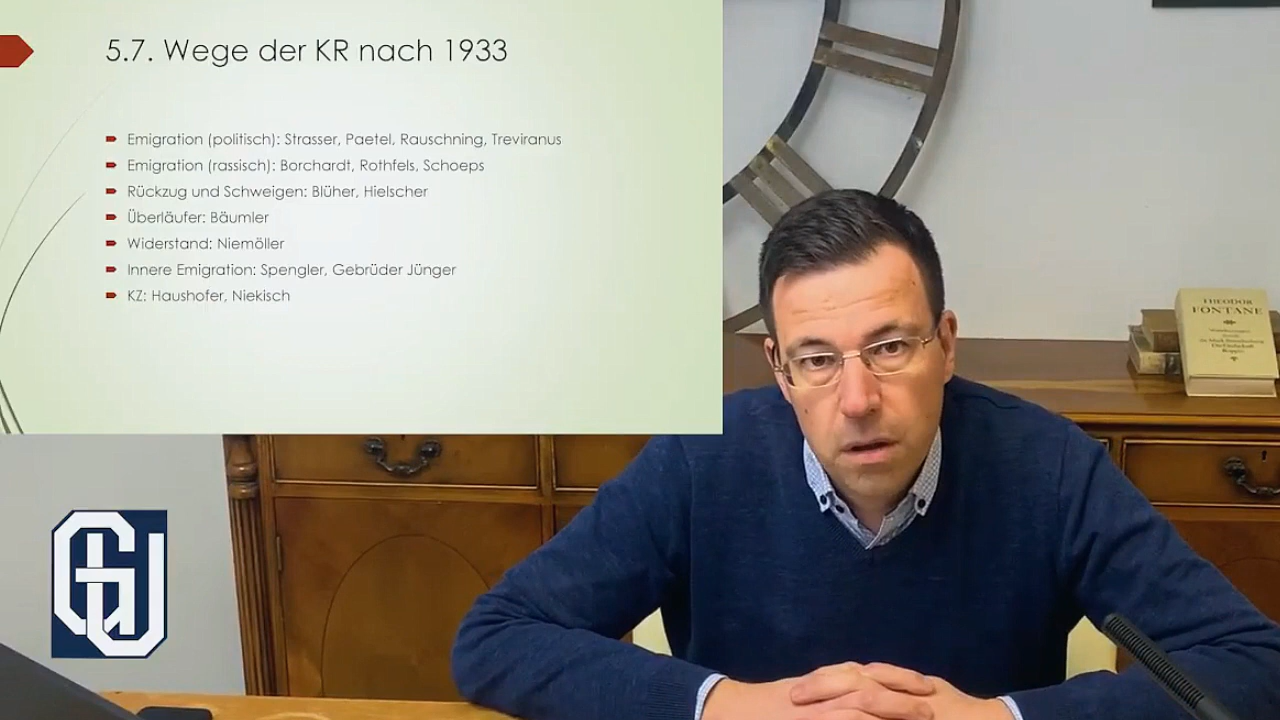 5.7. Wege der KR nach 1933
Emigration (politisch): Strasser, Paetel, Rauschning, Treviranus
Emigration (rassisch): Borchardt, Rothfels, Schoeps
Rückzug und Schweigen: Blüher, Hielscher
Überläufer: Bäumler
Widerstand: Niemöller
Innere Emigration: Spengler, Gebrüder Jünger
KZ: Haushofer, Niekisch
THEODOR
FONTANE